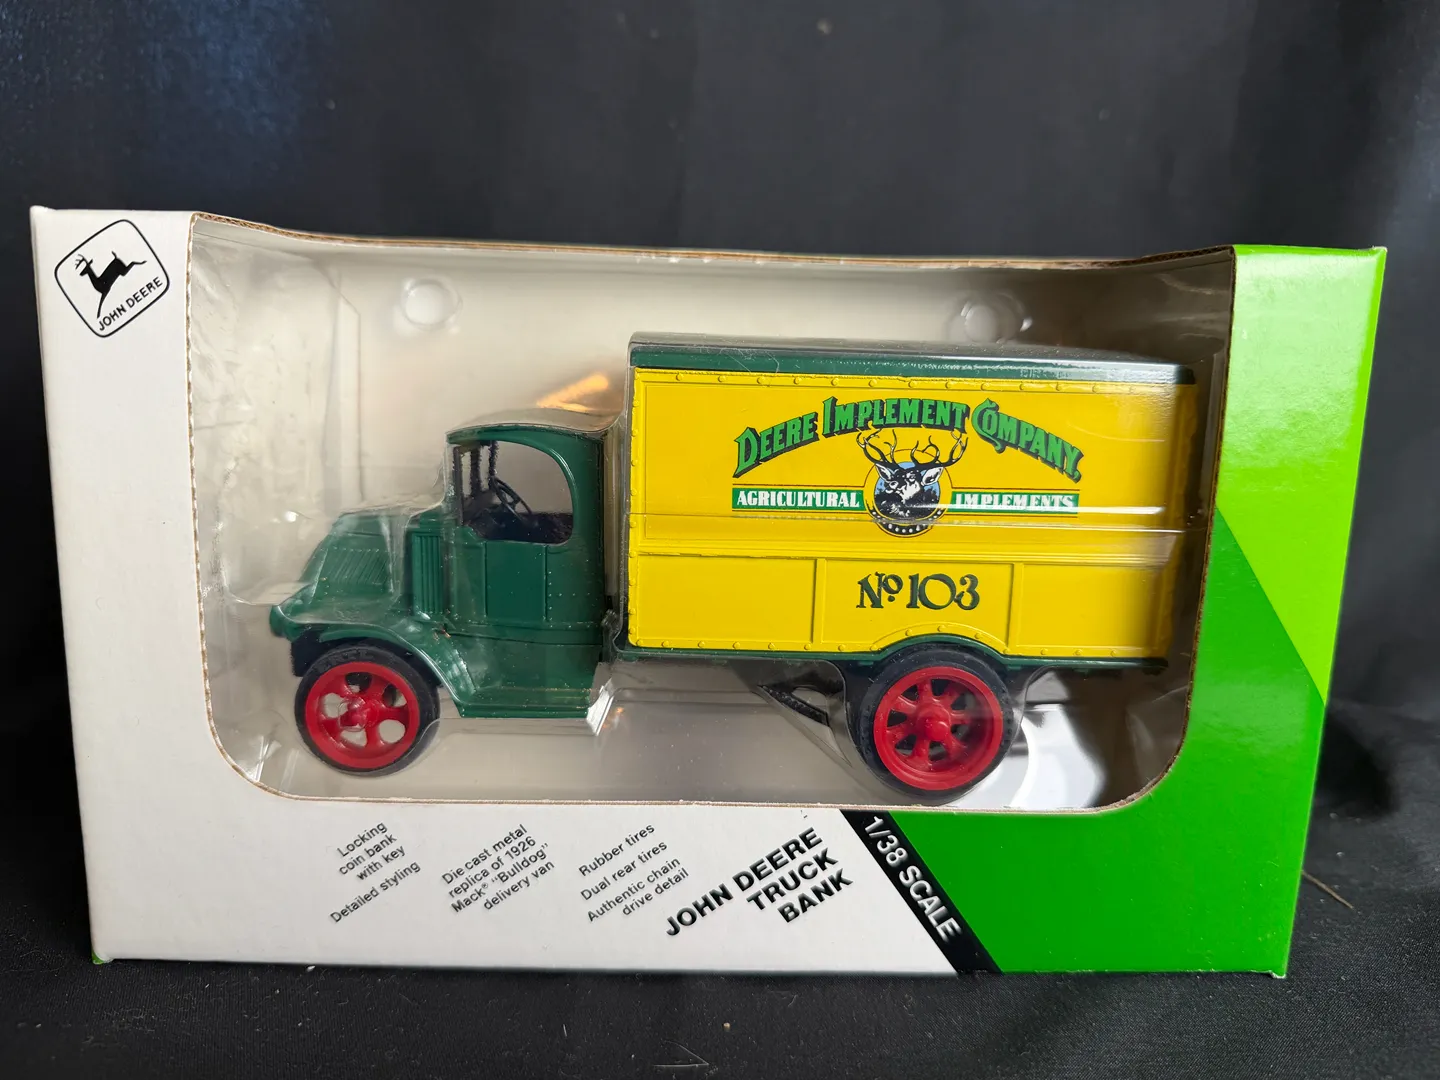 JOHN DEERE
DEERE IMPLEMENT COMPANY,
AGRICULTURAL IMPLEMENTS
No 103
Locking
coin bank
with key
Detailed styling
Die cast metal
replica of 1926
Mack® "Bulldog"
delivery van
Rubber tires
Dual rear tires
Authentic chain
drive detail
JOHN DEERE
TRUCK
BANK
1/38 SCALE